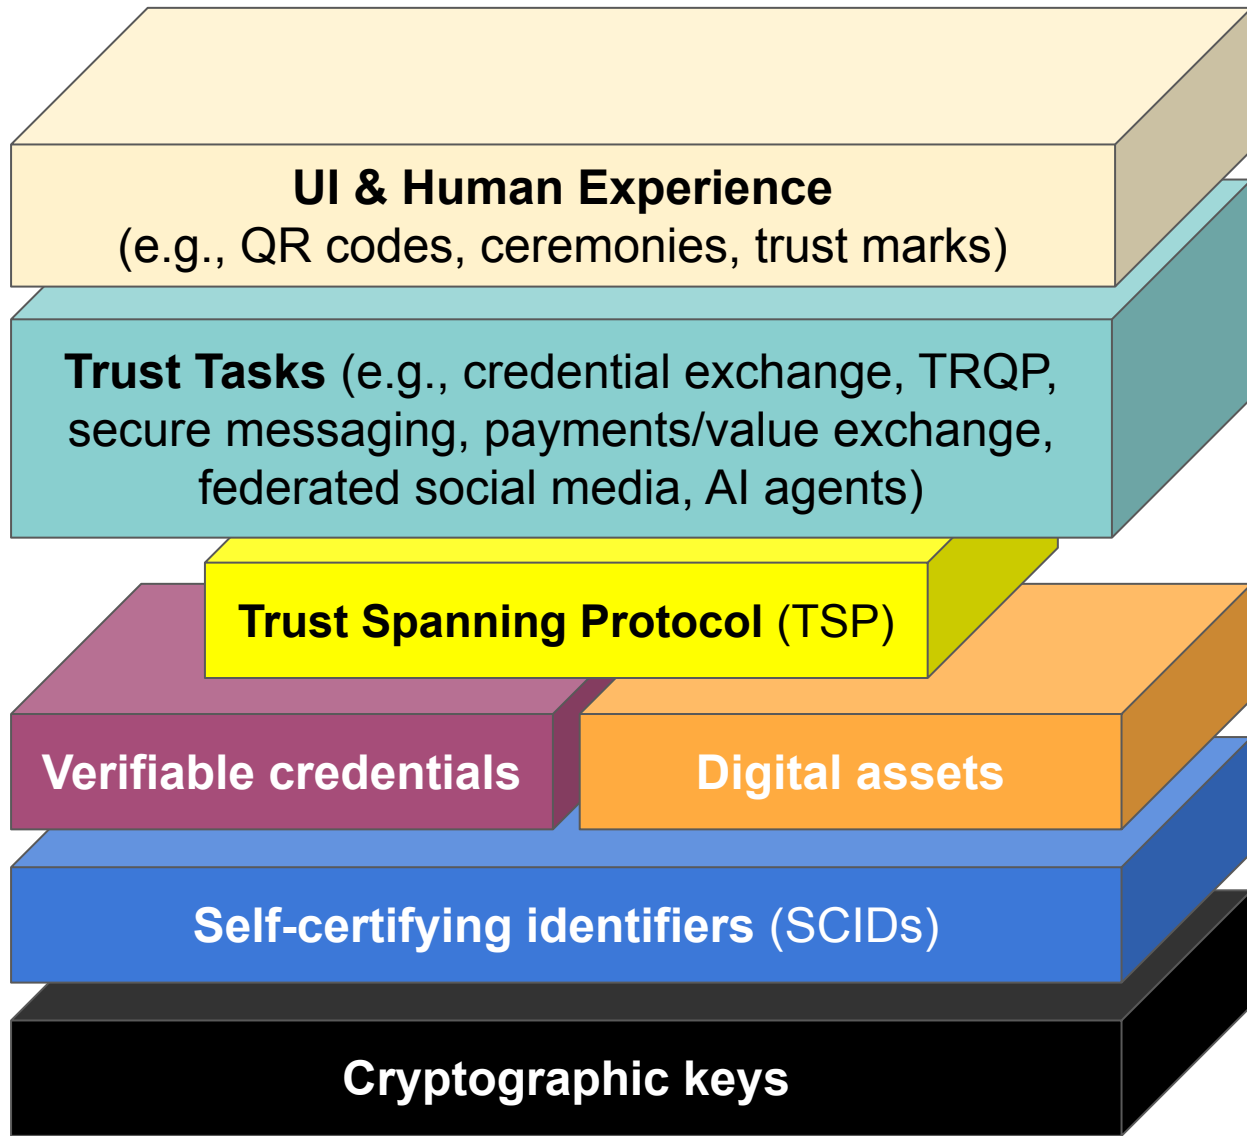 UI & Human Experience
(e.g., QR codes, ceremonies, trust marks)
Trust Tasks (e.g., credential exchange, TRQP,
secure messaging, payments/value exchange,
federated social media, AI agents)
Trust Spanning Protocol (TSP)
Verifiable credentials
Digital assets
Self-certifying identifiers (SCIDs)
Cryptographic keys